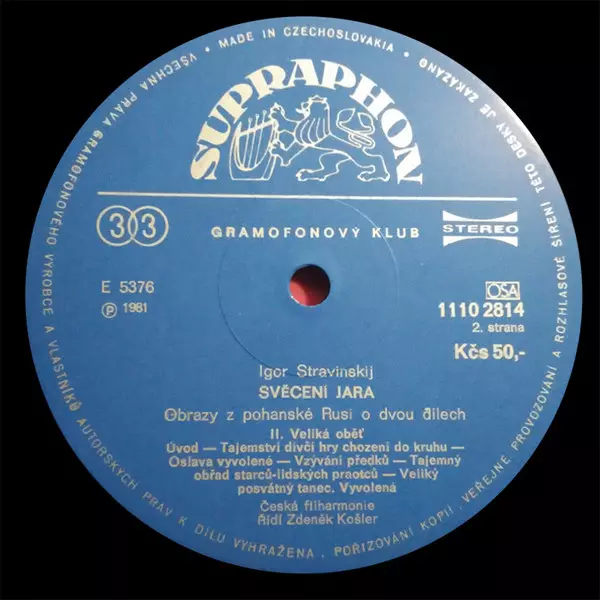 VŠECHNA PRÁVA GRAMOFONOVÉHO VÝROBCE A VLASTNÍKŮ AUTORSKÝCH PRÁV K DÍLU VYHRAŽENA. POŘIZOVÁNÍ KOPIÍ, VEŘEJNÉ PROVOZOVÁNÍ A ROZHLASOVÉ ŠÍŘENÍ TÉTO DESKY JE ZAKÁZÁNO • MADE IN CZECHOSLOVAKIA •
SUPRAPHON
33
GRAMOFONOVÝ KLUB
STEREO
E 5376
Ⓟ 1981
OSA
1110 2814
2. strana
Kčs 50,-
Igor Stravinskij
SVĚCENÍ JARA
Obrazy z pohanské Rusi o dvou dílech
II. Veliká oběť
Úvod — Tajemství dívčí hry chození do kruhu —
Oslava vyvolené — Vzývání předků — Tajemný
obřad starců-lidských praotců — Veliký
posvátný tanec. Vyvolená
Česká filharmonie
Řídí Zdeněk Košler